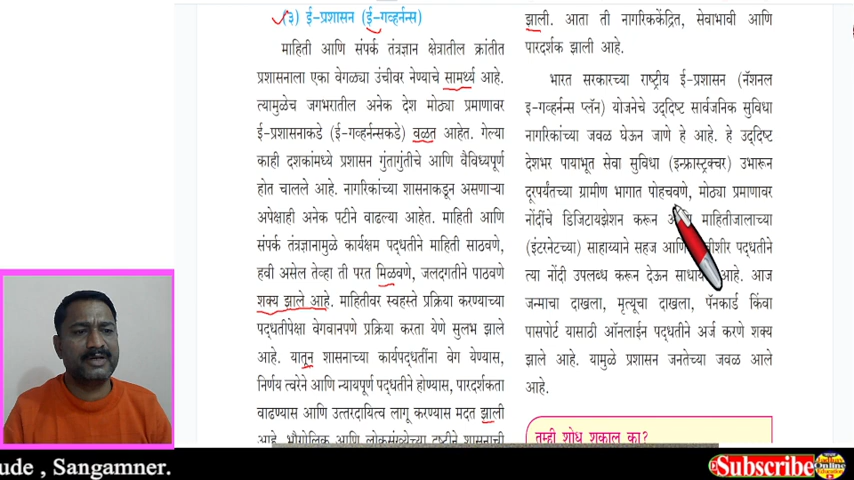 (३) ई-प्रशासन (ई-गव्हर्नन्स)
माहिती आणि संपर्क तंत्रज्ञान क्षेत्रातील क्रांतीत
प्रशासनाला एका वेगळ्या उंचीवर नेण्याचे सामर्थ्य आहे.
त्यामुळेच जगभरातील अनेक देश मोठ्या प्रमाणावर
ई-प्रशासनाकडे (ई-गव्हर्नन्सकडे) वळत आहेत. गेल्या
काही दशकांमध्ये प्रशासन गुंतागुंतीचे आणि वैविध्यपूर्ण
होत चालले आहे. नागरिकांच्या शासनाकडून असणाऱ्या
अपेक्षाही अनेक पटीने वाढल्या आहेत. माहिती आणि
संपर्क तंत्रज्ञानामुळे कार्यक्षम पद्धतीने माहिती साठवणे,
हवी असेल तेव्हा ती परत मिळवणे, जलदगतीने पाठवणे
शक्य झाले आहे. माहितीवर स्वहस्ते प्रक्रिया करण्याच्या
पद्धतीपेक्षा वेगवानपणे प्रक्रिया करता येणे सुलभ झाले
आहे. यातून शासनाच्या कार्यपद्धतींना वेग येण्यास,
निर्णय त्वरेने आणि न्यायपूर्ण पद्धतीने होण्यास, पारदर्शकता
वाढण्यास आणि उत्तरदायित्व लागू करण्यास मदत झाली
आहे. भौगोलिक आणि लोकसंख्येच्या दृष्टीने शासनाची
झाली. आता ती नागरिककेंद्रित, सेवाभावी आणि
पारदर्शक झाली आहे.
भारत सरकारच्या राष्ट्रीय ई-प्रशासन (नॅशनल
इ-गव्हर्नन्स प्लॅन) योजनेचे उद्‌दिष्ट सार्वजनिक सुविधा
नागरिकांच्या जवळ घेऊन जाणे हे आहे. हे उद्‌दिष्ट
देशभर पायाभूत सेवा सुविधा (इन्फ्रास्ट्रक्चर) उभारून
दूरपर्यंतच्या ग्रामीण भागात पोहचवणे, मोठ्या प्रमाणावर
नोंदींचे डिजिटायझेशन करून माहितीजालाच्या
(इंटरनेटच्या) साहाय्याने सहज आणि पद्धतीने
त्या नोंदी उपलब्ध करून देऊन आहे. आज
जन्माचा दाखला, मृत्यूचा दाखला, पॅनकार्ड किंवा
पासपोर्ट यासाठी ऑनलाईन पद्धतीने अर्ज करणे शक्य
झाले आहे. यामुळे प्रशासन जनतेच्या जवळ आले
आहे.
तुम्ही शोध शकाल का?
ude , Sangamner.
Subscribe
Online